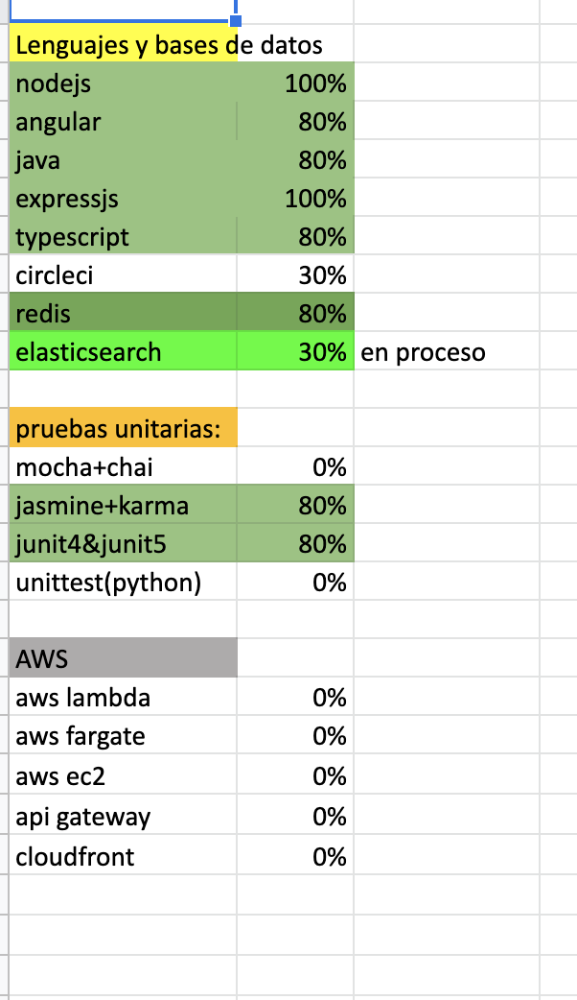 Lenguajes y bases de datos
nodejs 100%
angular 80%
java 80%
expressjs 100%
typescript 80%
circleci 30%
redis 80%
elasticsearch 30% en proceso
pruebas unitarias:
mocha+chai 0%
jasmine+karma 80%
junit4&junit5 80%
unittest(python) 0%
AWS
aws lambda 0%
aws fargate 0%
aws ec2 0%
api gateway 0%
cloudfront 0%